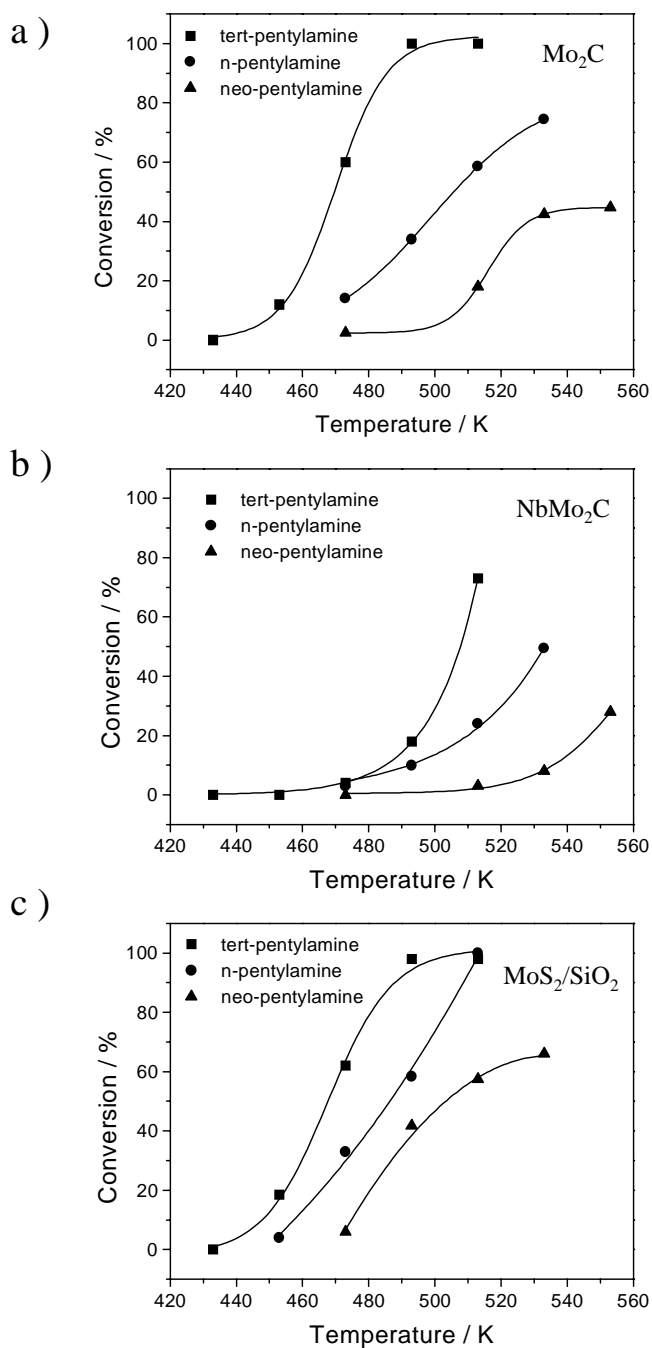 a )
tert-pentylamine
n-pentylamine
neo-pentylamine
Mo₂C
Conversion / %
100
80
60
40
20
0
420 440 460 480 500 520 540 560
Temperature / K
b )
tert-pentylamine
n-pentylamine
neo-pentylamine
NbMo₂C
Conversion / %
100
80
60
40
20
0
420 440 460 480 500 520 540 560
Temperature / K
c )
tert-pentylamine
n-pentylamine
neo-pentylamine
MoS₂/SiO₂
Conversion / %
100
80
60
40
20
0
420 440 460 480 500 520 540 560
Temperature / K